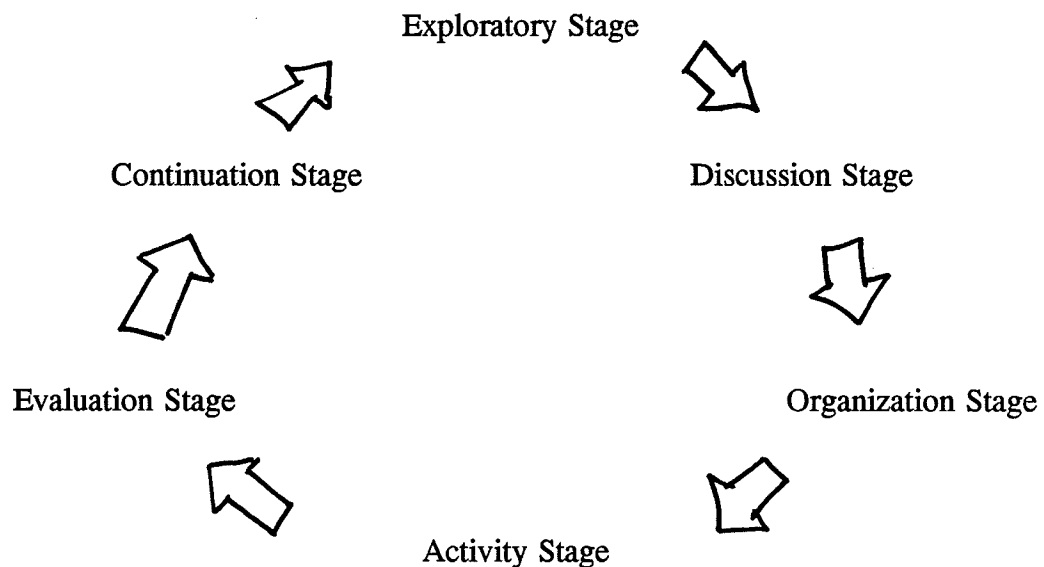 Exploratory Stage
Continuation Stage
Discussion Stage
Evaluation Stage
Organization Stage
Activity Stage